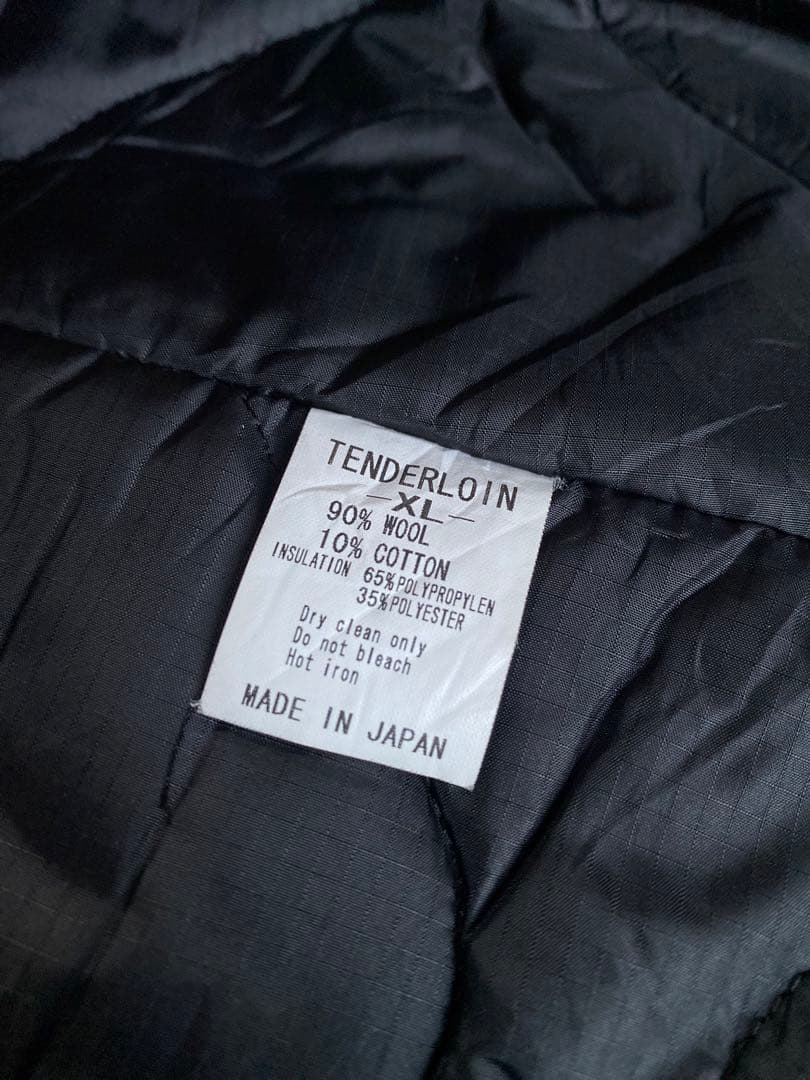 TENDERLOIN
-XL-
90% WOOL
10% COTTON
INSULATION 65%POLYPROPYLEN
35%POLYESTER
Dry clean only
Do not bleach
Hot iron
MADE IN JAPAN